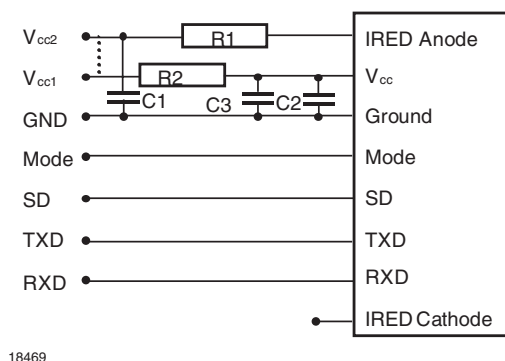 Vcc2 R1 IRED Anode
Vcc1 R2 Vcc
C1 C3 C2
GND Ground
Mode Mode
SD SD
TXD TXD
RXD RXD
IRED Cathode
18469